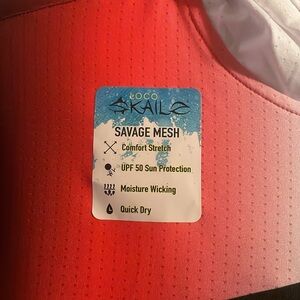 LOCO
SKAILZ
SAVAGE MESH
Comfort Stretch
UPF 50 Sun Protection
Moisture Wicking
Quick Dry